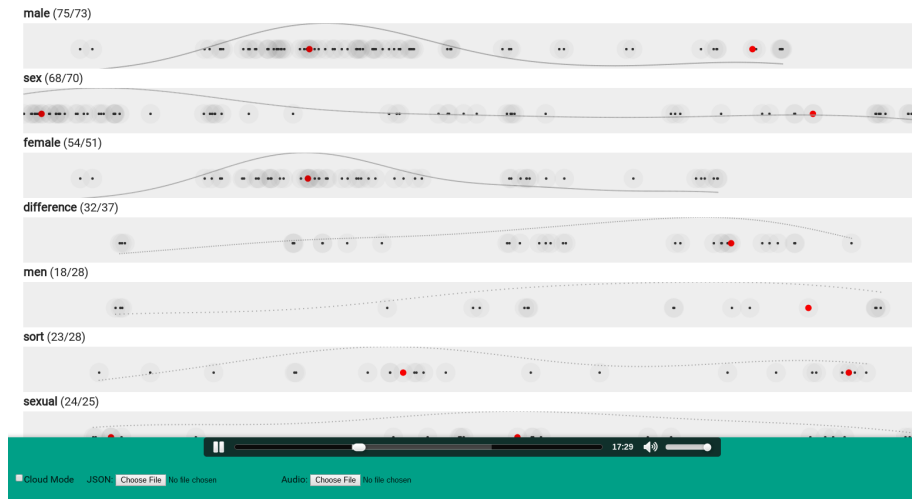 male (75/73)
sex (68/70)
female (54/51)
difference (32/37)
men (18/28)
sort (23/28)
sexual (24/25)
17:29
Cloud Mode JSON: Choose File No file chosen Audio: Choose File No file chosen